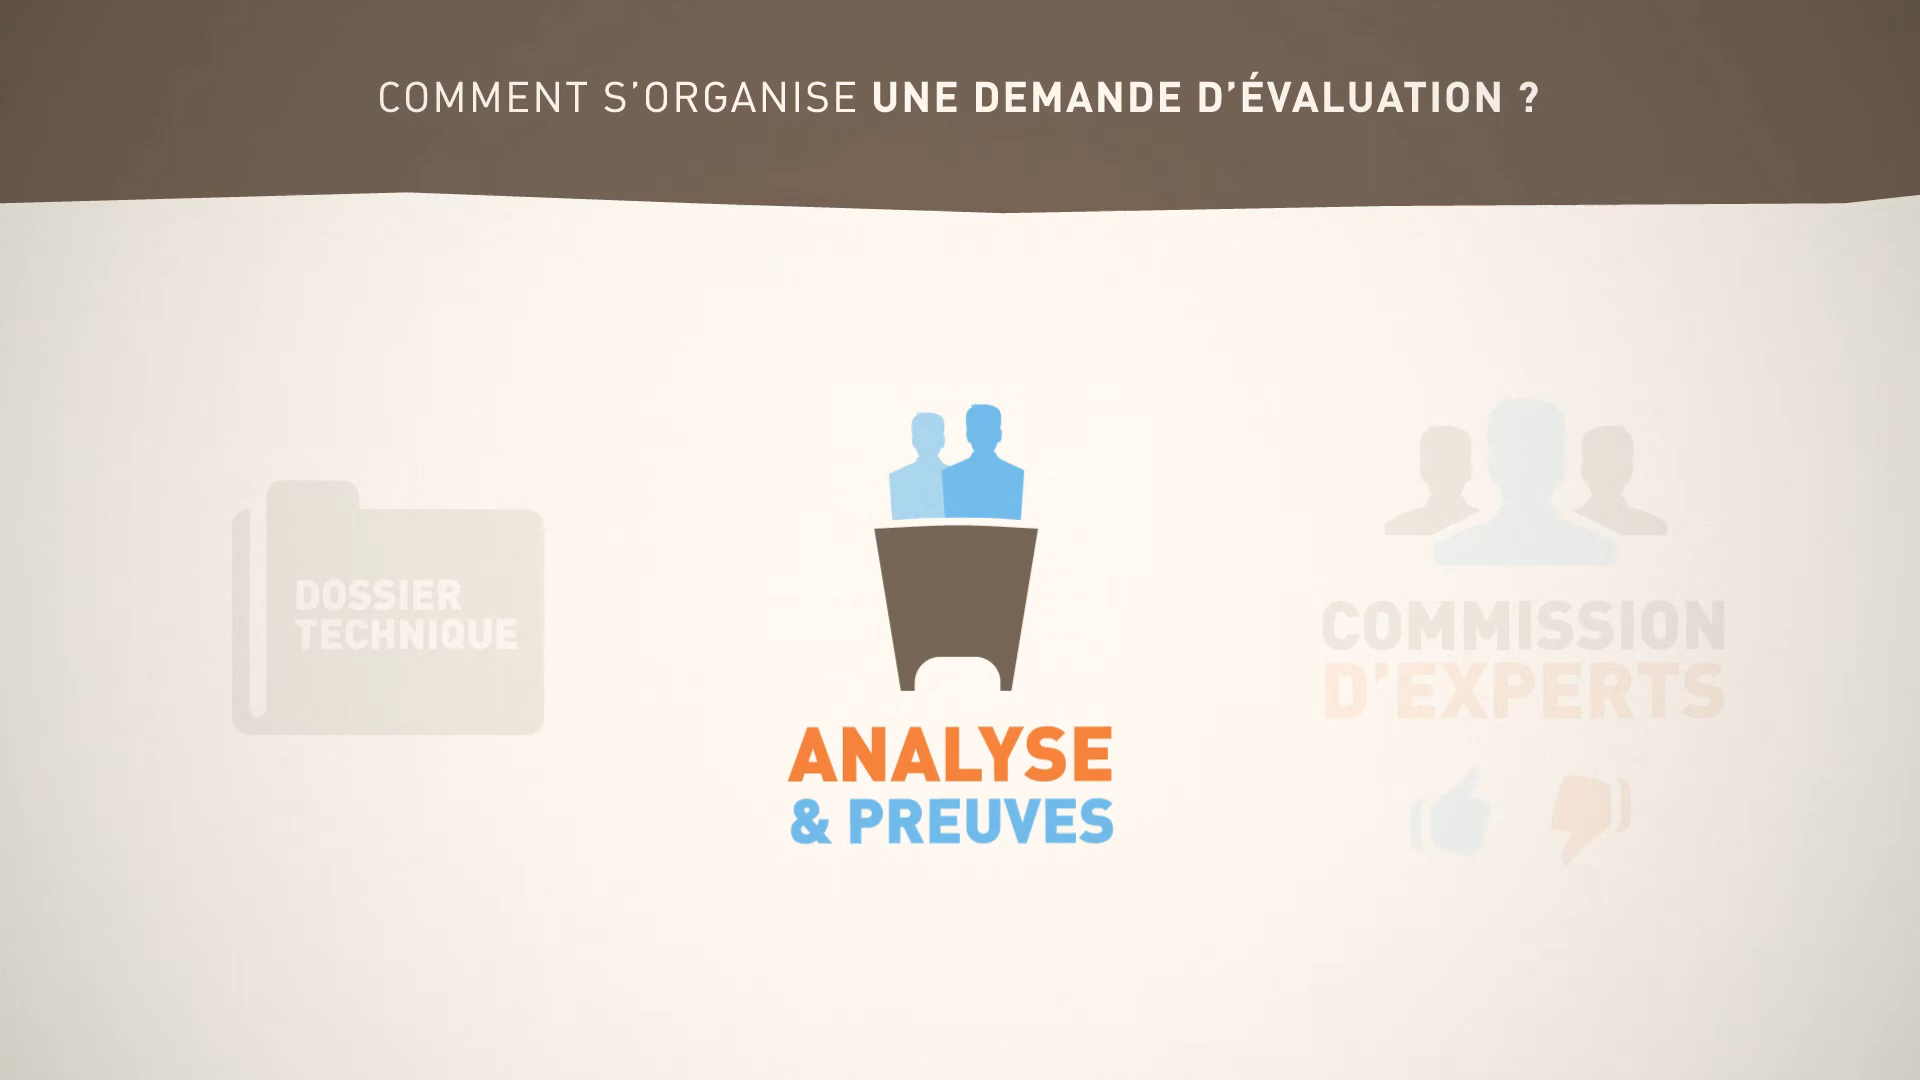 COMMENT S'ORGANISE UNE DEMANDE D'ÉVALUATION ?
DOSSIER
TECHNIQUE
ANALYSE
& PREUVES
COMMISSION
D'EXPERTS